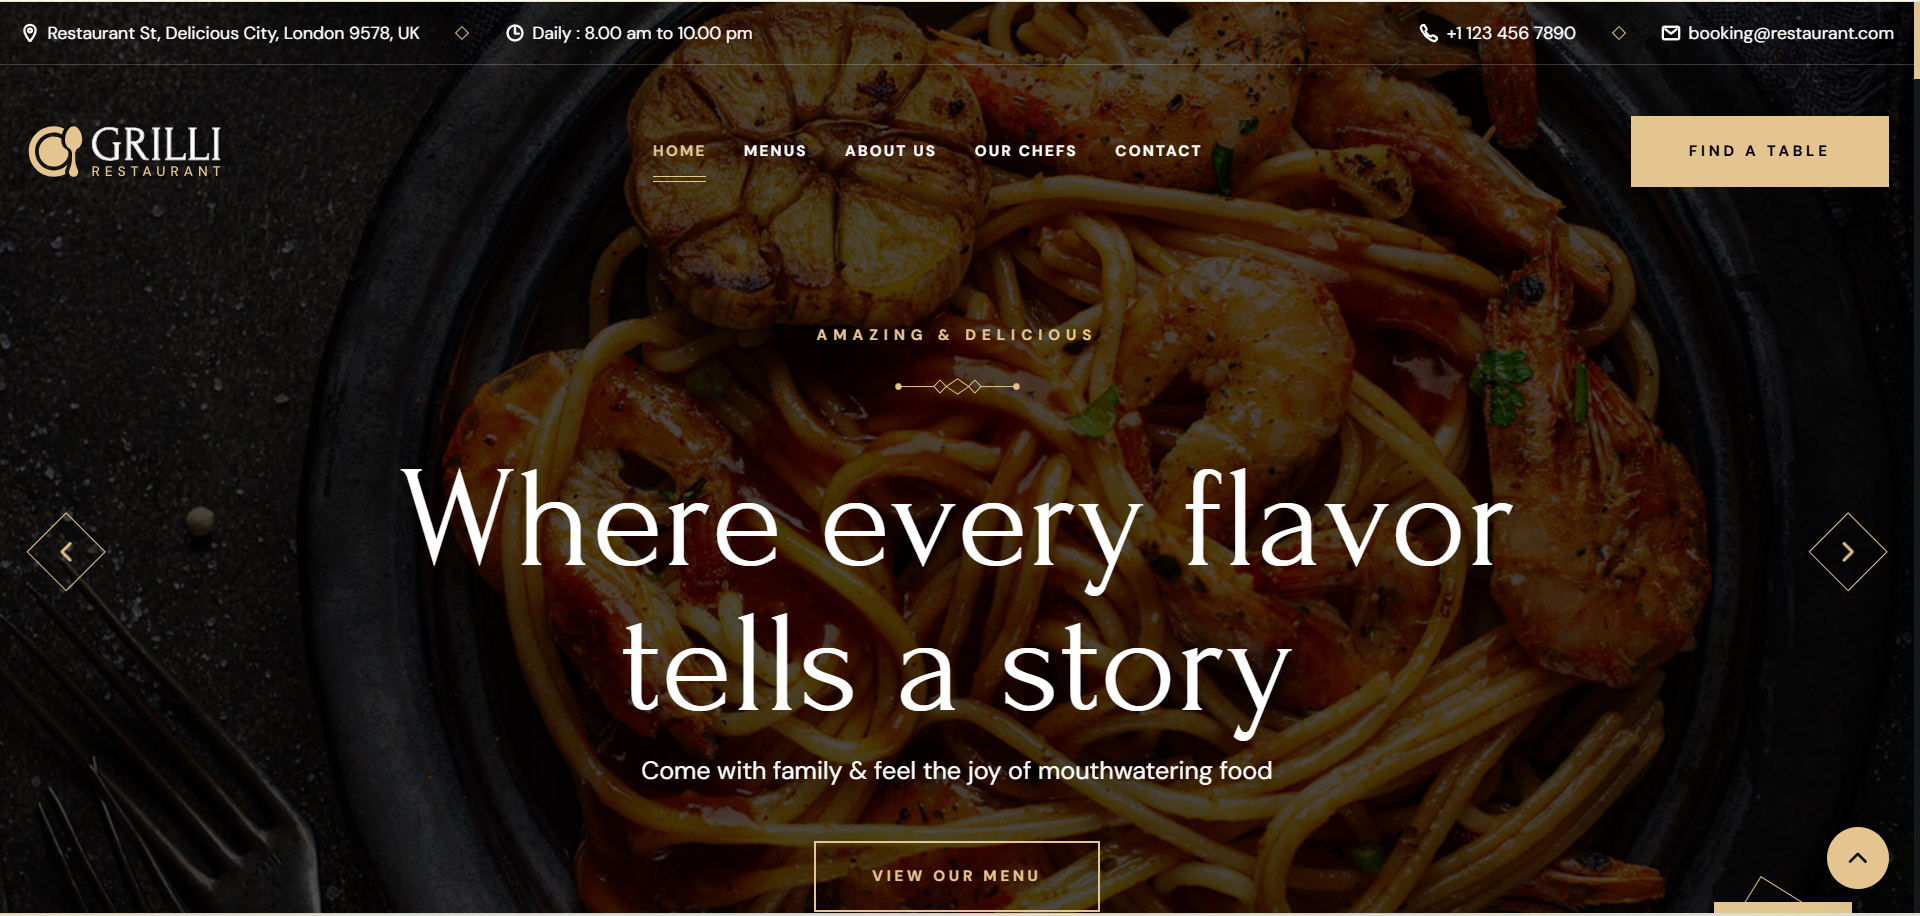 Restaurant St, Delicious City, London 9578, UK
Daily : 8.00 am to 10.00 pm
+1 123 456 7890
booking@restaurant.com
GRILLI
RESTAURANT
HOME
MENUS
ABOUT US
OUR CHEFS
CONTACT
FIND A TABLE
AMAZING & DELICIOUS
Where every flavor
tells a story
Come with family & feel the joy of mouthwatering food
VIEW OUR MENU